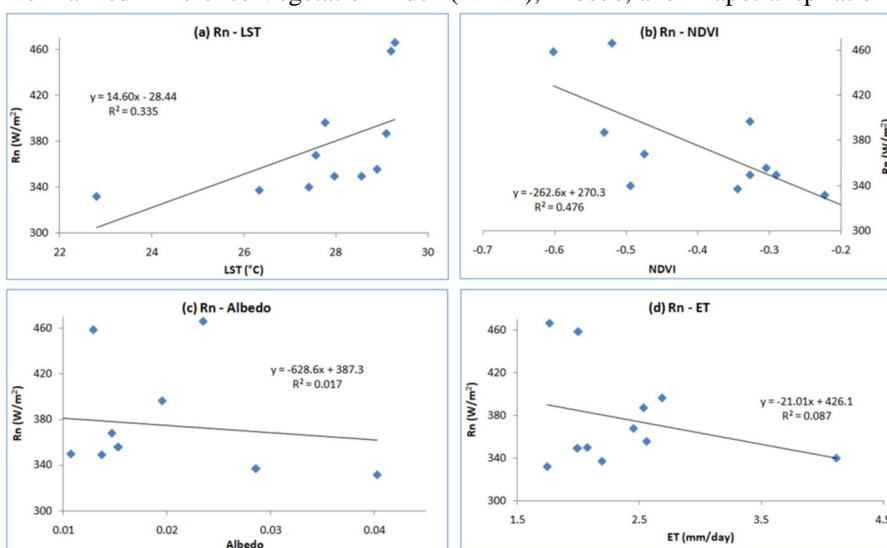 (a) Rn - LST
460
420
380
340
300
Rn (W/m²)
y = 14.60x - 28.44
R² = 0.335
22 24 26 28 30
LST (°C)
(b) Rn - NDVI
460
420
380
340
300
Rn (W/m²)
-262.6x + 270.3
R² = 0.476
-0.7 -0.6 -0.5 -0.4 -0.3 -0.2
NDVI
(c) Rn - Albedo
460
420
380
340
300
Rn (W/m²)
y = -628.6x + 387.3
R² = 0.017
0.01 0.02 0.03 0.04
Albedo
(d) Rn - ET
460
420
380
340
300
Rn (W/m²)
y = -21.01x + 426.1
R² = 0.087
1.5 2.5 3.5 4.5
ET (mm/day)